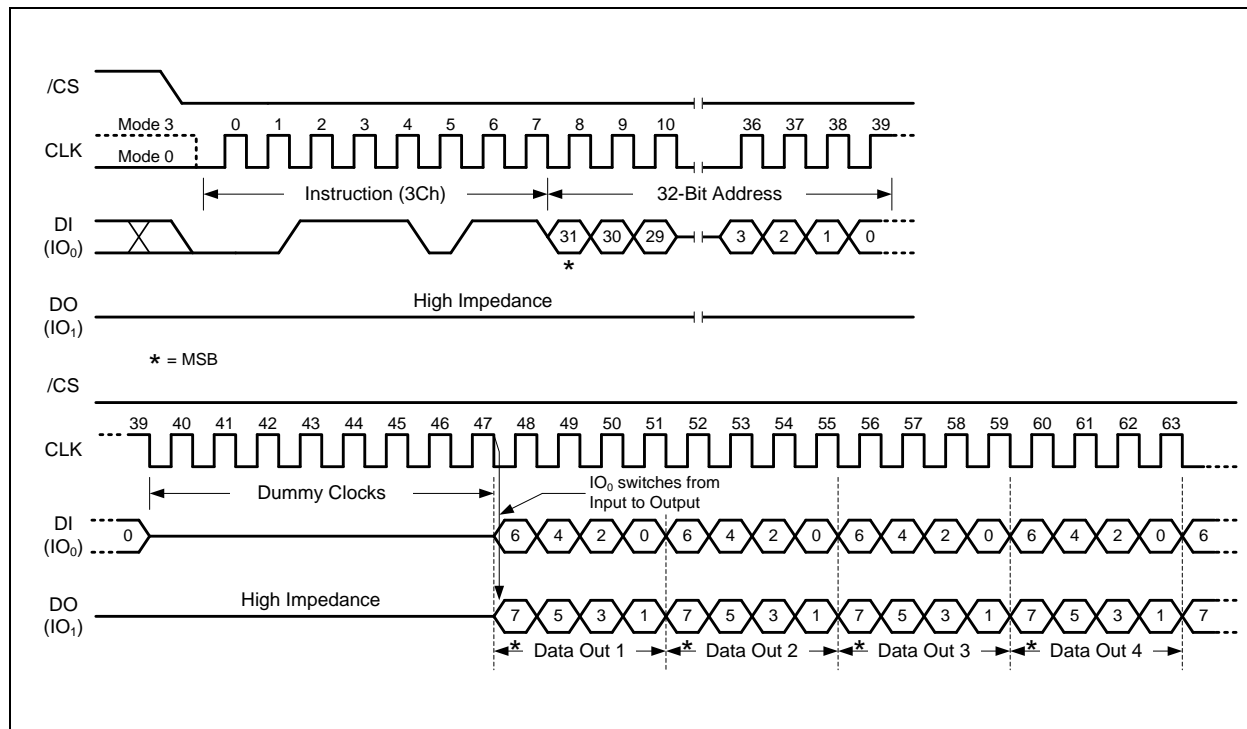 /CS
Mode 3
0 1 2 3 4 5 6 7 8 9 10 36 37 38 39
CLK
Mode 0
Instruction (3Ch)
32-Bit Address
DI
(IO₀)
31 30 29 3 2 1 0
*
DO
(IO₁)
High Impedance
* = MSB
/CS
39 40 41 42 43 44 45 46 47 48 49 50 51 52 53 54 55 56 57 58 59 60 61 62 63
CLK
Dummy Clocks
IO₀ switches from
Input to Output
DI
(IO₀)
0 6 4 2 0 6 4 2 0 6 4 2 0 6 4 2 0 6
DO
(IO₁)
High Impedance
7 5 3 1 7 5 3 1 7 5 3 1 7 5 3 1 7
* Data Out 1 * Data Out 2 * Data Out 3 * Data Out 4